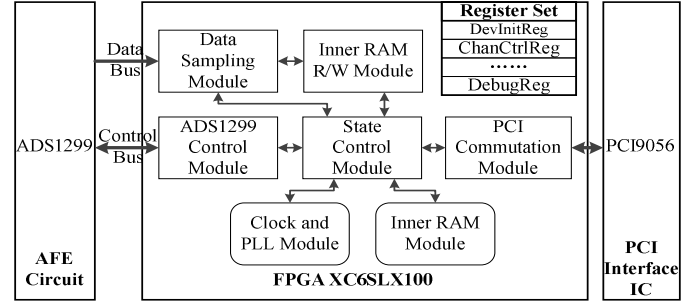 Register Set
DevInitReg
ChanCtrlReg
……
DebugReg
Data
Bus
Data
Sampling
Module
Inner RAM
R/W Module
ADS1299
Control
Bus
ADS1299
Control
Module
State
Control
Module
PCI
Commutation
Module
PCI9056
Clock and
PLL Module
Inner RAM
Module
AFE
Circuit
FPGA XC6SLX100
PCI
Interface
IC